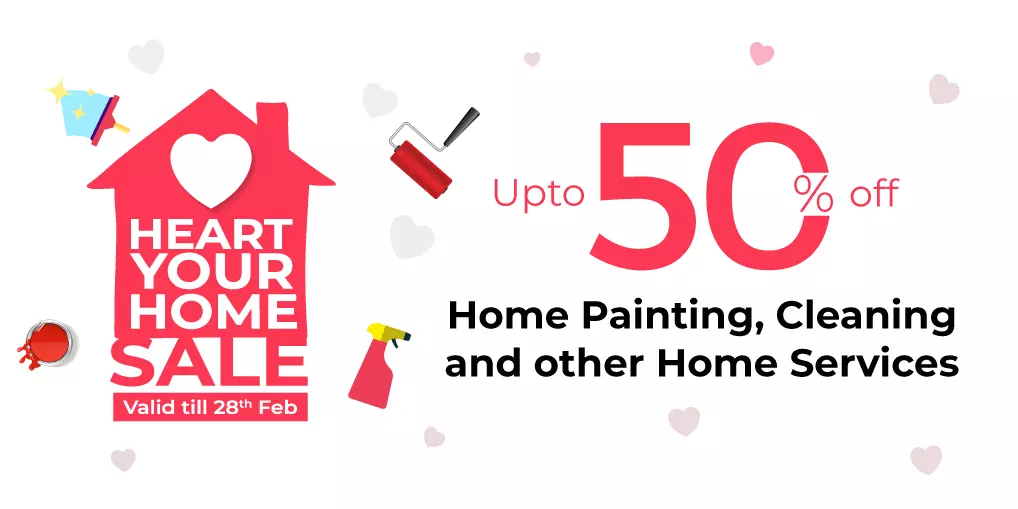 HEART
YOUR
HOME
SALE
Valid till 28th Feb
Upto 50% off
Home Painting, Cleaning
and other Home Services